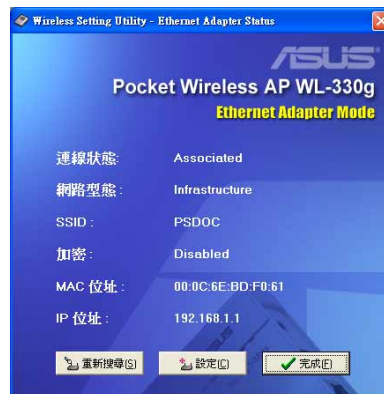 Wireless Setting Utility - Ethernet Adapter Status
ASUS
Pocket Wireless AP WL-330g
Ethernet Adapter Mode
連線狀態: Associated
網路型態: Infrastructure
SSID : PSDOC
加密: Disabled
MAC 位址 : 00:0C:6E:BD:F0:61
IP 位址 : 192.168.1.1
重新搜尋(S) 設定(C) 完成(F)